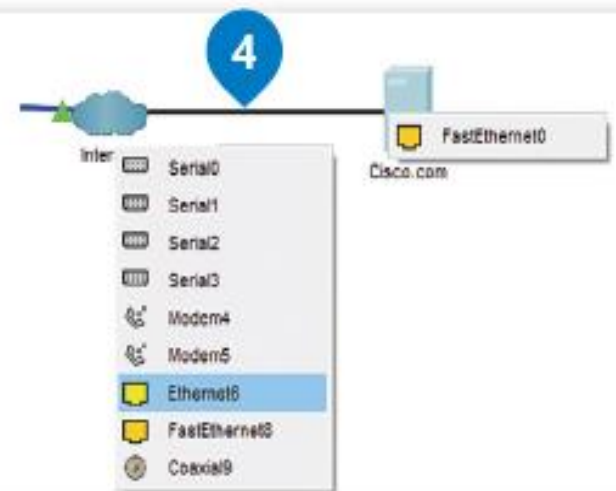 4
FastEthernet0
Inter
Cisco.com
Serial0
Serial1
Serial2
Serial3
Modem4
Modem5
Ethernet6
FastEthernet8
Coaxial9